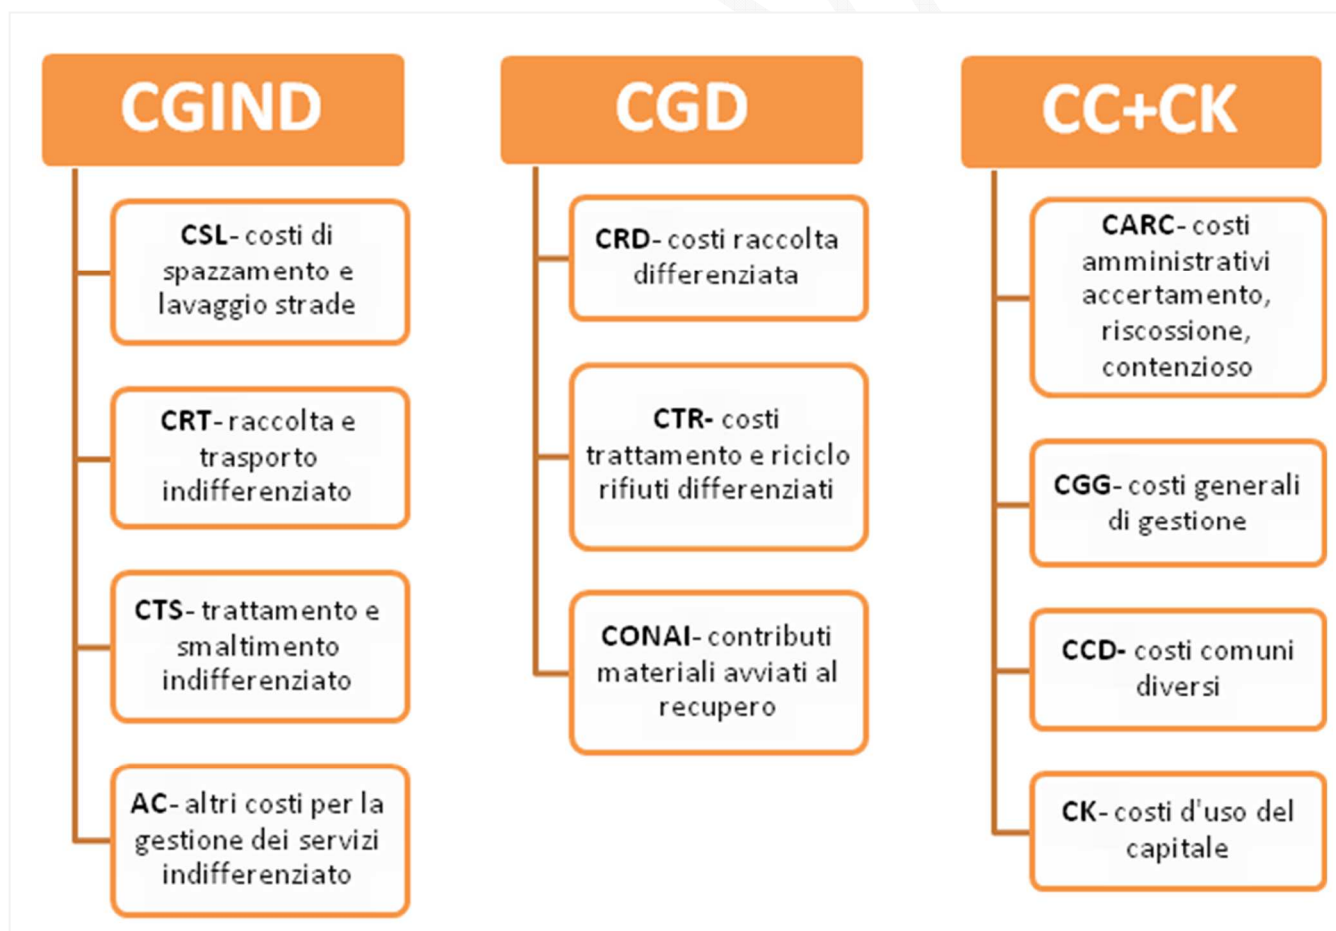 CGIND
CSL- costi di
spazzamento e
lavaggio strade
CRT- raccolta e
trasporto
indifferenziato
CTS- trattamento e
smaltimento
indifferenziato
AC- altri costi per la
gestione dei servizi
indifferenziato
CGD
CRD- costi raccolta
differenziata
CTR- costi
trattamento e riciclo
rifiuti differenziati
CONAI- contributi
materiali avviati al
recupero
CC+CK
CARC- costi
amministrativi
accertamento,
riscossione,
contenzioso
CGG- costi generali
di gestione
CCD- costi comuni
diversi
CK- costi d'uso del
capitale